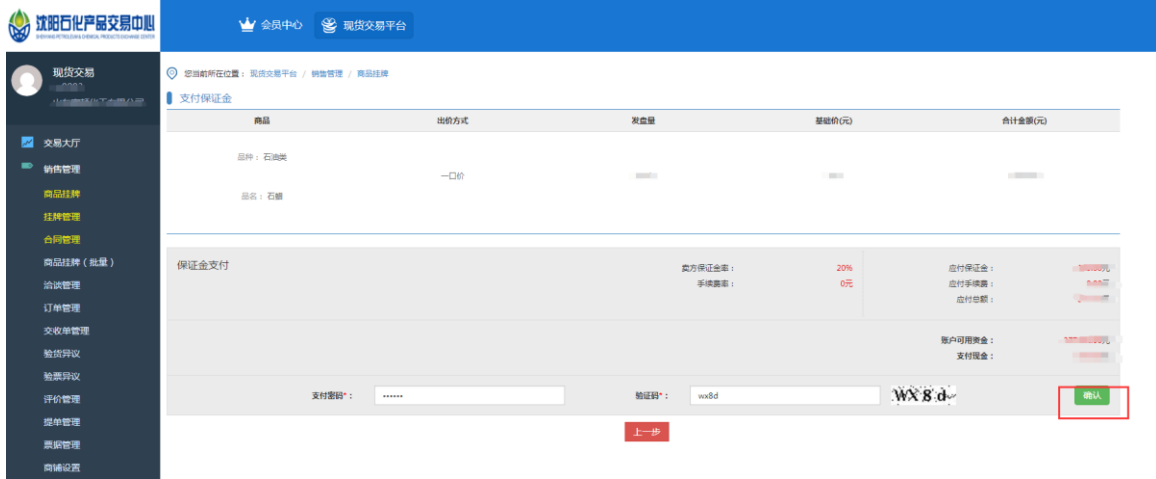 沈阳石化产品交易中心
SHENYANG PETROLEUM & CHEMICAL PRODUCTS EXCHANGE CENTER
会员中心 现货交易平台
现货交易
您当前所在位置： 现货交易平台 / 销售管理 / 商品挂牌
支付保证金
商品 出价方式 发盘量 基础价(元) 合计金额(元)
品种： 石油类
一口价
品名： 石蜡
交易大厅
销售管理
商品挂牌
挂牌管理
合同管理
商品挂牌（批量）
洽谈管理
订单管理
交收单管理
验货异议
验票异议
评价管理
提单管理
票据管理
商铺设置
保证金支付
卖方保证金率： 20% 应付保证金：
手续费率： 0元 应付手续费：
应付总额：
账户可用资金：
支付现金：
支付密码*： •••••• 验证码*： wx8d WX8d 确认
上一步